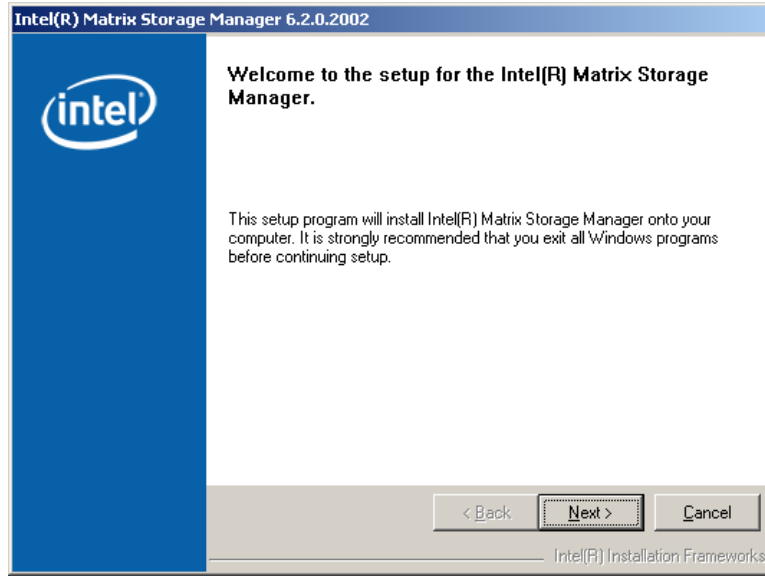 Intel(R) Matrix Storage Manager 6.2.0.2002
intel
Welcome to the setup for the Intel(R) Matrix Storage
Manager.
This setup program will install Intel(R) Matrix Storage Manager onto your
computer. It is strongly recommended that you exit all Windows programs
before continuing setup.
< Back
Next >
Cancel
Intel(R) Installation Frameworks